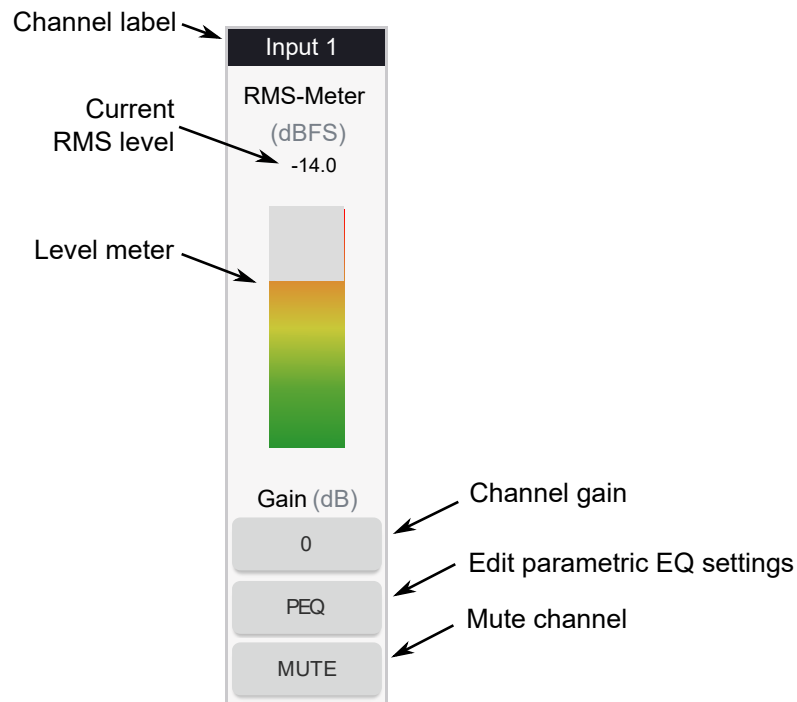 Channel label
Input 1
RMS-Meter
Current
RMS level
(dBFS)
-14.0
Level meter
Gain (dB)
Channel gain
0
Edit parametric EQ settings
PEQ
Mute channel
MUTE